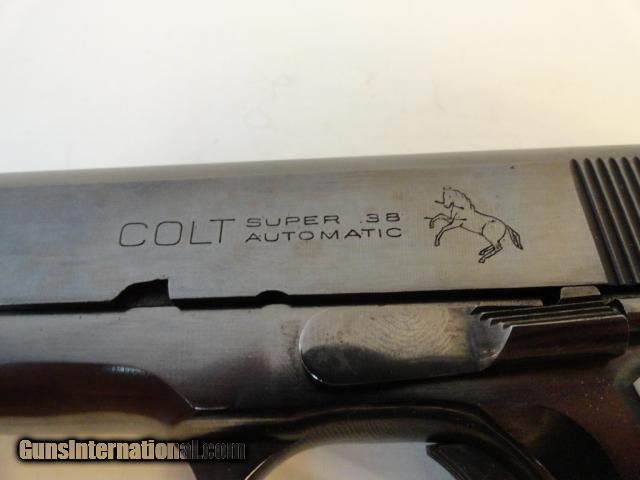 COLT SUPER .38
AUTOMATIC
GunsInternational.com